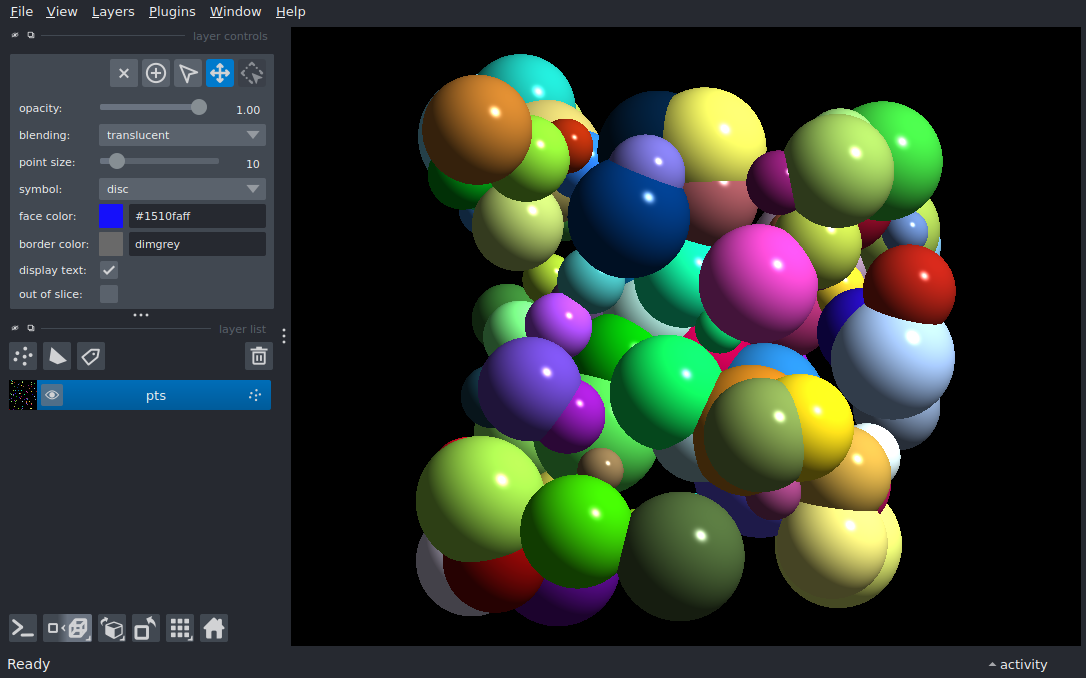 File View Layers Plugins Window Help
layer controls
opacity: 1.00
blending: translucent
point size: 10
symbol: disc
face color: #1510faff
border color: dimgrey
display text:
out of slice:
layer list
pts
Ready
activity